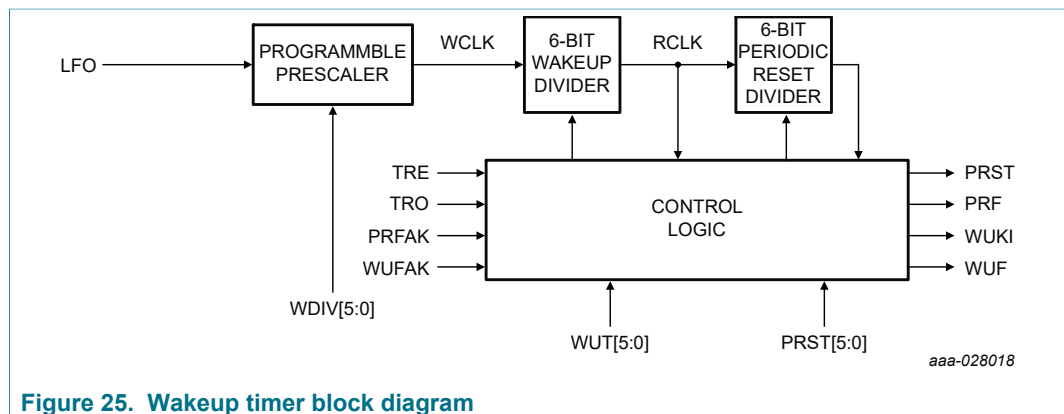 LFO
PROGRAMMBLE
PRESCALER
WCLK
6-BIT
WAKEUP
DIVIDER
RCLK
6-BIT
PERIODIC
RESET
DIVIDER
TRE
TRO
PRFAK
WUFAK
CONTROL
LOGIC
PRST
PRF
WUKI
WUF
WDIV[5:0]
WUT[5:0]
PRST[5:0]
aaa-028018
Figure 25. Wakeup timer block diagram